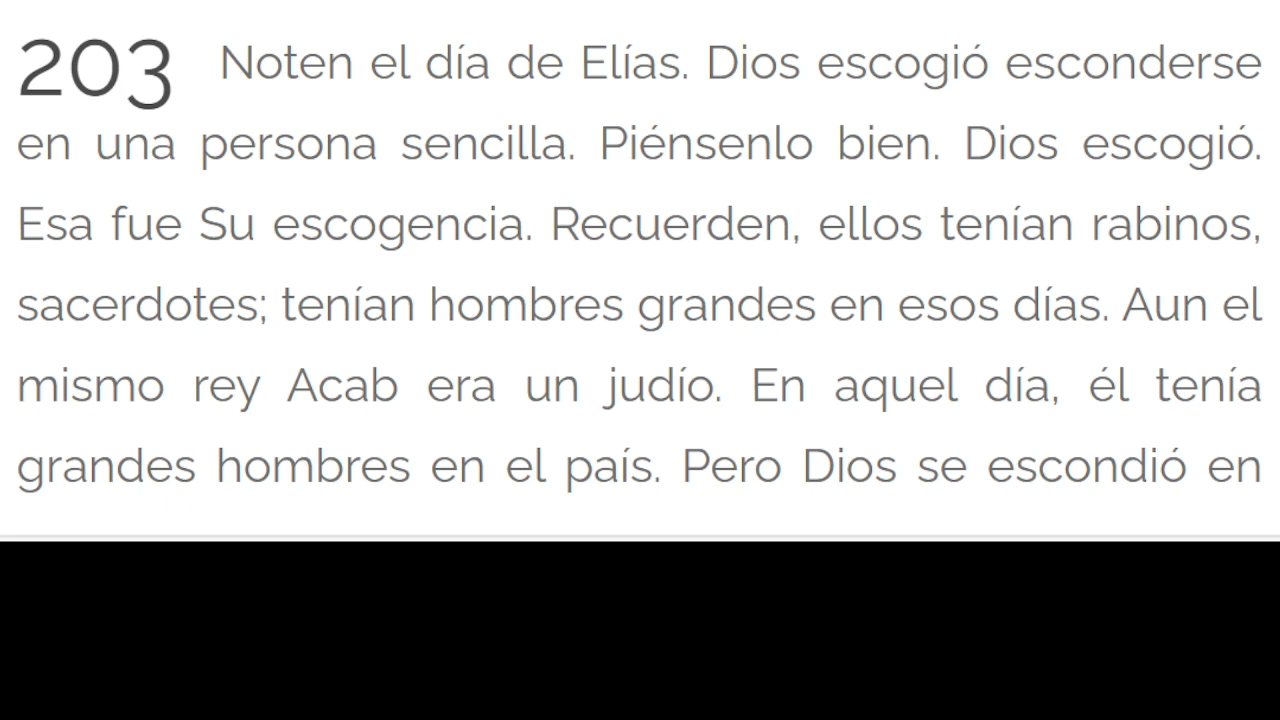 203 Noten el día de Elías. Dios escogió esconderse
en una persona sencilla. Piénsenlo bien. Dios escogió.
Esa fue Su escogencia. Recuerden, ellos tenían rabinos,
sacerdotes; tenían hombres grandes en esos días. Aun el
mismo rey Acab era un judío. En aquel día, él tenía
grandes hombres en el país. Pero Dios se escondió en